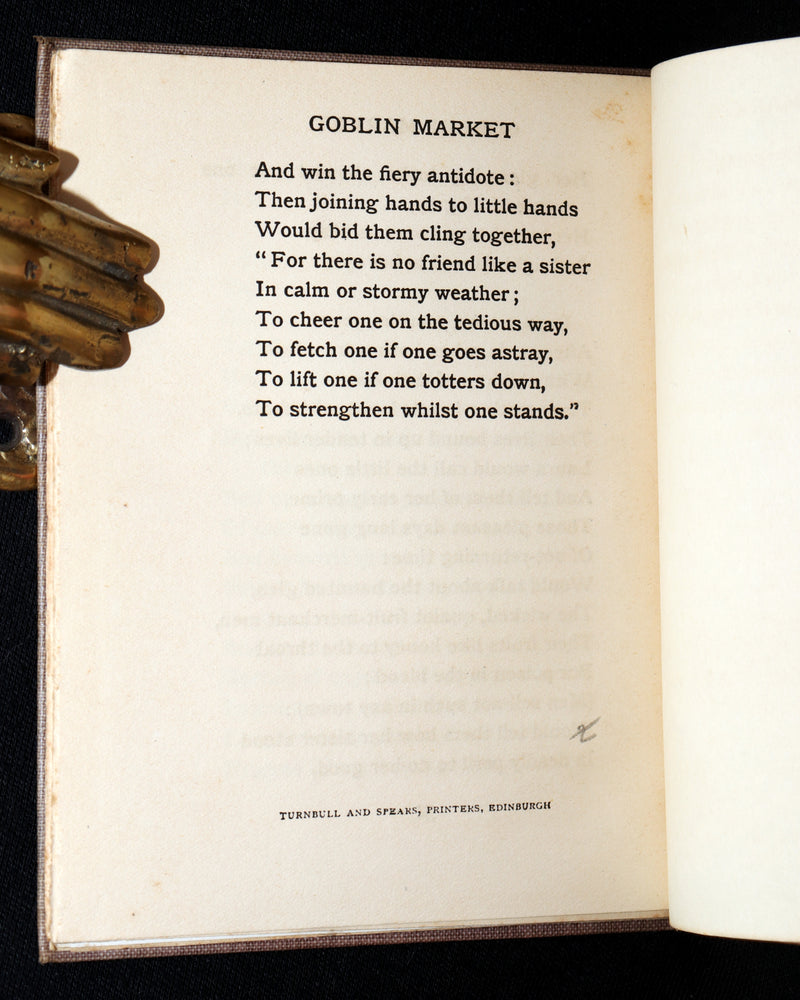 GOBLIN MARKET
And win the fiery antidote :
Then joining hands to little hands
Would bid them cling together,
“ For there is no friend like a sister
In calm or stormy weather ;
To cheer one on the tedious way,
To fetch one if one goes astray,
To lift one if one totters down,
To strengthen whilst one stands.”
TURNBULL AND SPEARS, PRINTERS, EDINBURGH